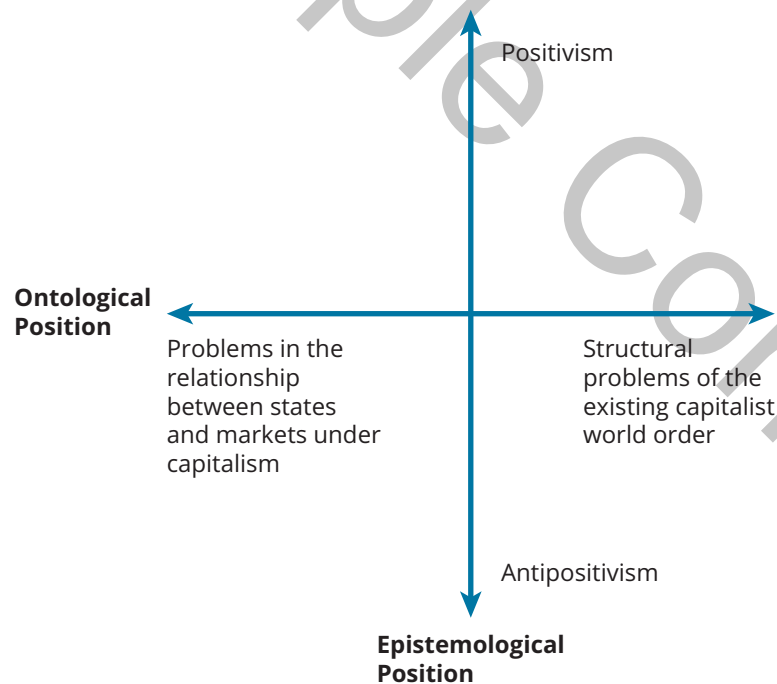 Positivism
Ontological
Position
Problems in the
relationship
between states
and markets under
capitalism
Structural
problems of the
existing capitalist
world order
Antipositivism
Epistemological
Position